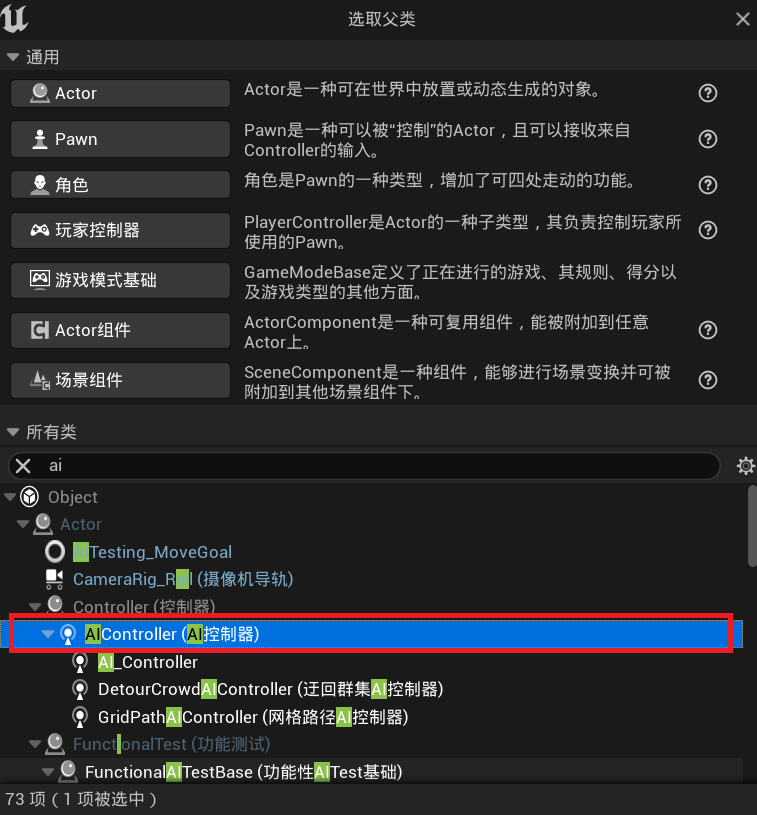 选取父类
通用
Actor
Actor是一种可在世界中放置或动态生成的对象。
Pawn
Pawn是一种可以被“控制”的Actor，且可以接收来自
Controller的输入。
角色
角色是Pawn的一种类型，增加了可四处走动的功能。
玩家控制器
PlayerController是Actor的一种子类型，其负责控制玩家所
使用的Pawn。
游戏模式基础
GameModeBase定义了正在进行的游戏、其规则、得分以
及游戏类型的其他方面。
Actor组件
ActorComponent是一种可复用组件，能被附加到任意
Actor上。
场景组件
SceneComponent是一种组件，能够进行场景变换并可被
附加到其他场景组件下。
所有类
ai
Object
Actor
AITesting_MoveGoal
CameraRig_Rail (摄像机导轨)
Controller (控制器)
AIController (AI控制器)
AI_Controller
DetourCrowdAIController (迂回群集AI控制器)
GridPathAIController (网格路径AI控制器)
FunctionalTest (功能测试)
FunctionalAITestBase (功能性AITest基础)
73 项（1 项被选中）